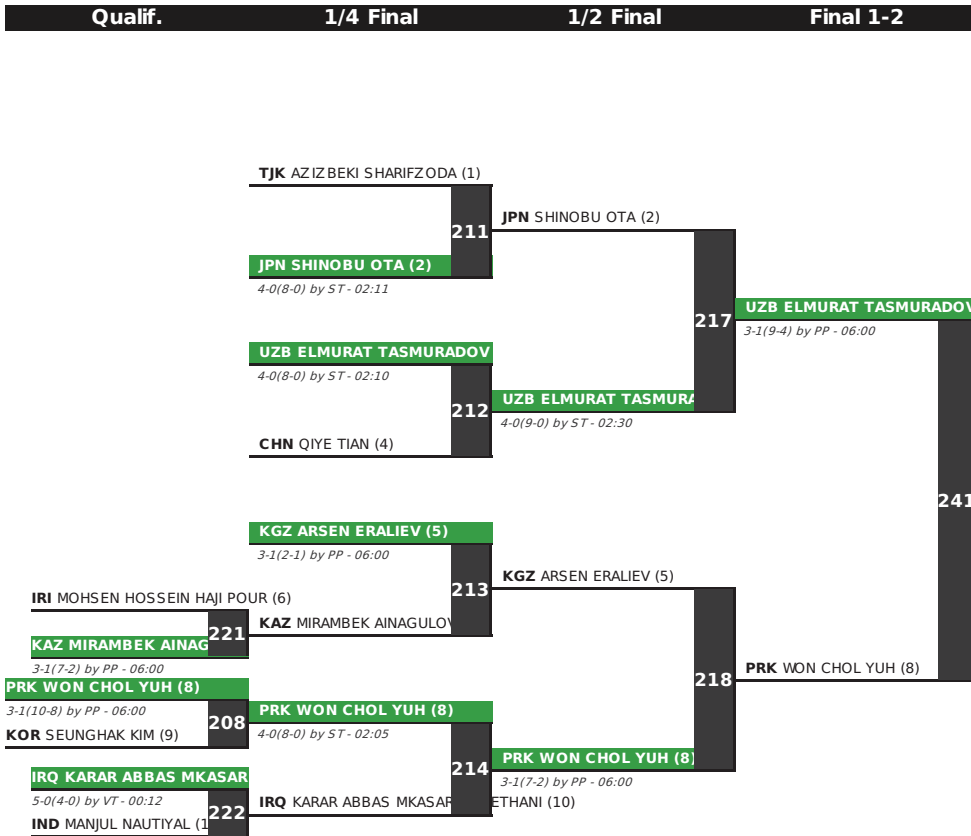 Qualif.
1/4 Final
1/2 Final
Final 1-2
TJK AZIZBEKI SHARIFZODA (1)
211
JPN SHINOBU OTA (2)
4-0(8-0) by ST - 02:11
JPN SHINOBU OTA (2)
217
UZB ELMURAT TASMURADOV
3-1(9-4) by PP - 06:00
UZB ELMURAT TASMURADOV
4-0(8-0) by ST - 02:10
212
UZB ELMURAT TASMURA
4-0(9-0) by ST - 02:30
CHN QIYE TIAN (4)
241
KGZ ARSEN ERALIEV (5)
3-1(2-1) by PP - 06:00
213
KGZ ARSEN ERALIEV (5)
IRI MOHSEN HOSSEIN HAJI POUR (6)
221
KAZ MIRAMBEK AINAGULOV
KAZ MIRAMBEK AINAG
3-1(7-2) by PP - 06:00
218
PRK WON CHOL YUH (8)
PRK WON CHOL YUH (8)
3-1(10-8) by PP - 06:00
208
KOR SEUNGHAK KIM (9)
PRK WON CHOL YUH (8)
4-0(8-0) by ST - 02:05
214
PRK WON CHOL YUH (8)
3-1(7-2) by PP - 06:00
IRQ KARAR ABBAS MKASAR
5-0(4-0) by VT - 00:12
222
IRQ KARAR ABBAS MKASAR ETHANI (10)
IND MANJUL NAUTIYAL (1